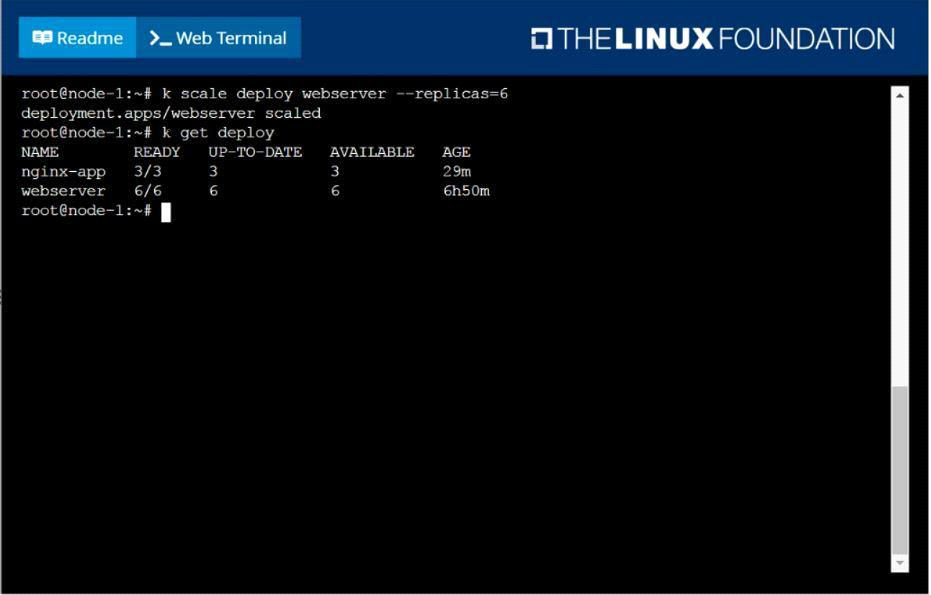 Readme >_ Web Terminal THE LINUX FOUNDATION
root@node-1:~# k scale deploy webserver --replicas=6
deployment.apps/webserver scaled
root@node-1:~# k get deploy
NAME READY UP-TO-DATE AVAILABLE AGE
nginx-app 3/3 3 3 29m
webserver 6/6 6 6 6h50m
root@node-1:~#